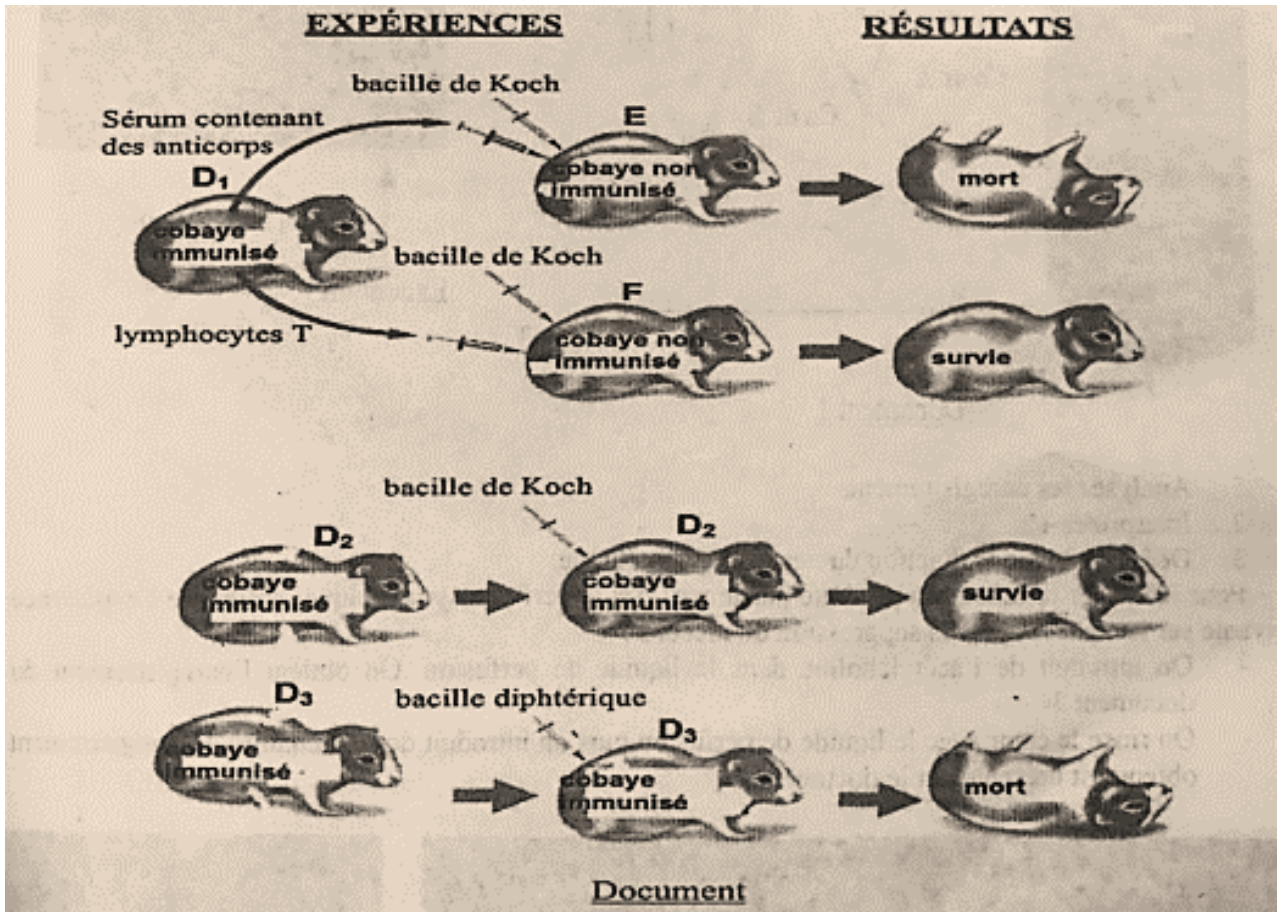 EXPÉRIENCES
RÉSULTATS
bacille de Koch
Sérum contenant
des anticorps
E
D₁
cobaye non
immunisé
mort
cobaye
immunisé
bacille de Koch
F
lymphocytes T
cobaye non
immunisé
survie
bacille de Koch
D₂
D₂
cobaye
immunisé
cobaye
immunisé
survie
D₃
bacille diphtérique
D₃
cobaye
immunisé
cobaye
immunisé
mort
Document